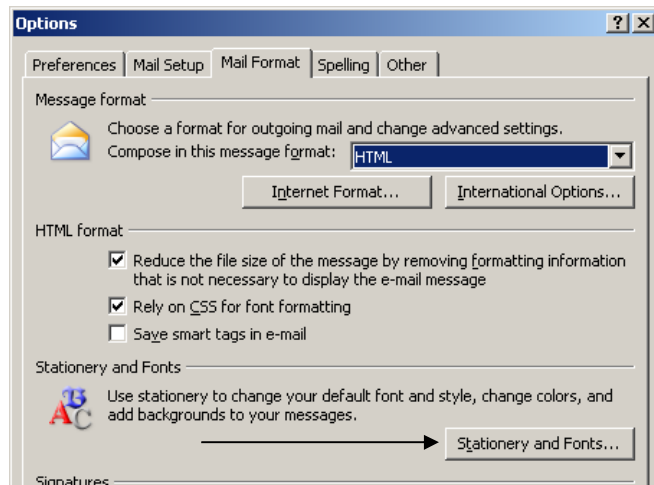 Options
Preferences Mail Setup Mail Format Spelling Other
Message format
Choose a format for outgoing mail and change advanced settings.
Compose in this message format: HTML
Internet Format... International Options...
HTML format
Reduce the file size of the message by removing formatting information
that is not necessary to display the e-mail message
Rely on CSS for font formatting
Save smart tags in e-mail
Stationery and Fonts
Use stationery to change your default font and style, change colors, and
add backgrounds to your messages.
Stationery and Fonts...
Signatures